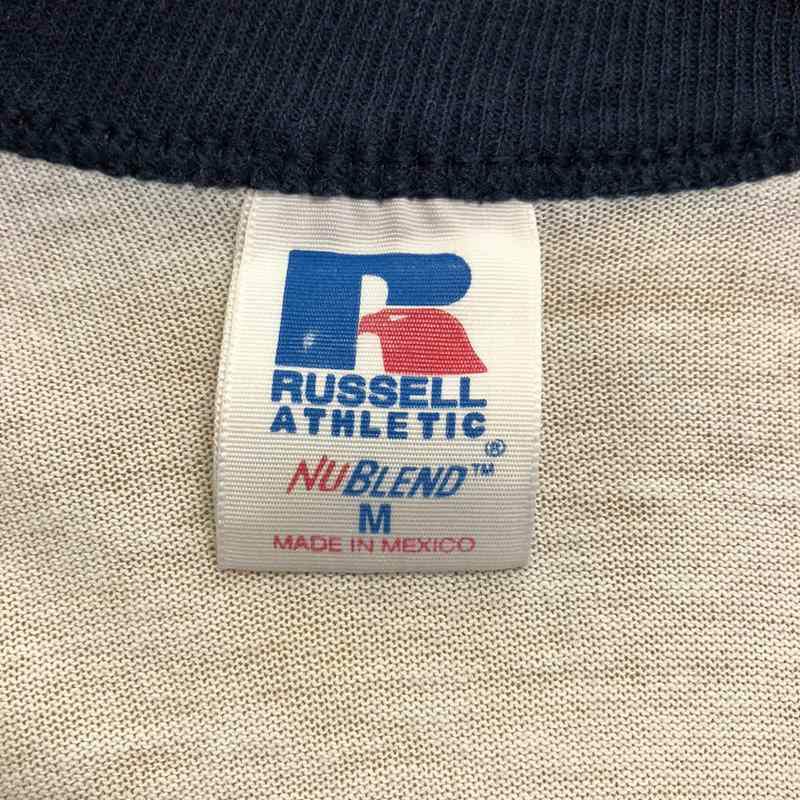 R
RUSSELL
ATHLETIC®
NUBLEND™
M
MADE IN MEXICO